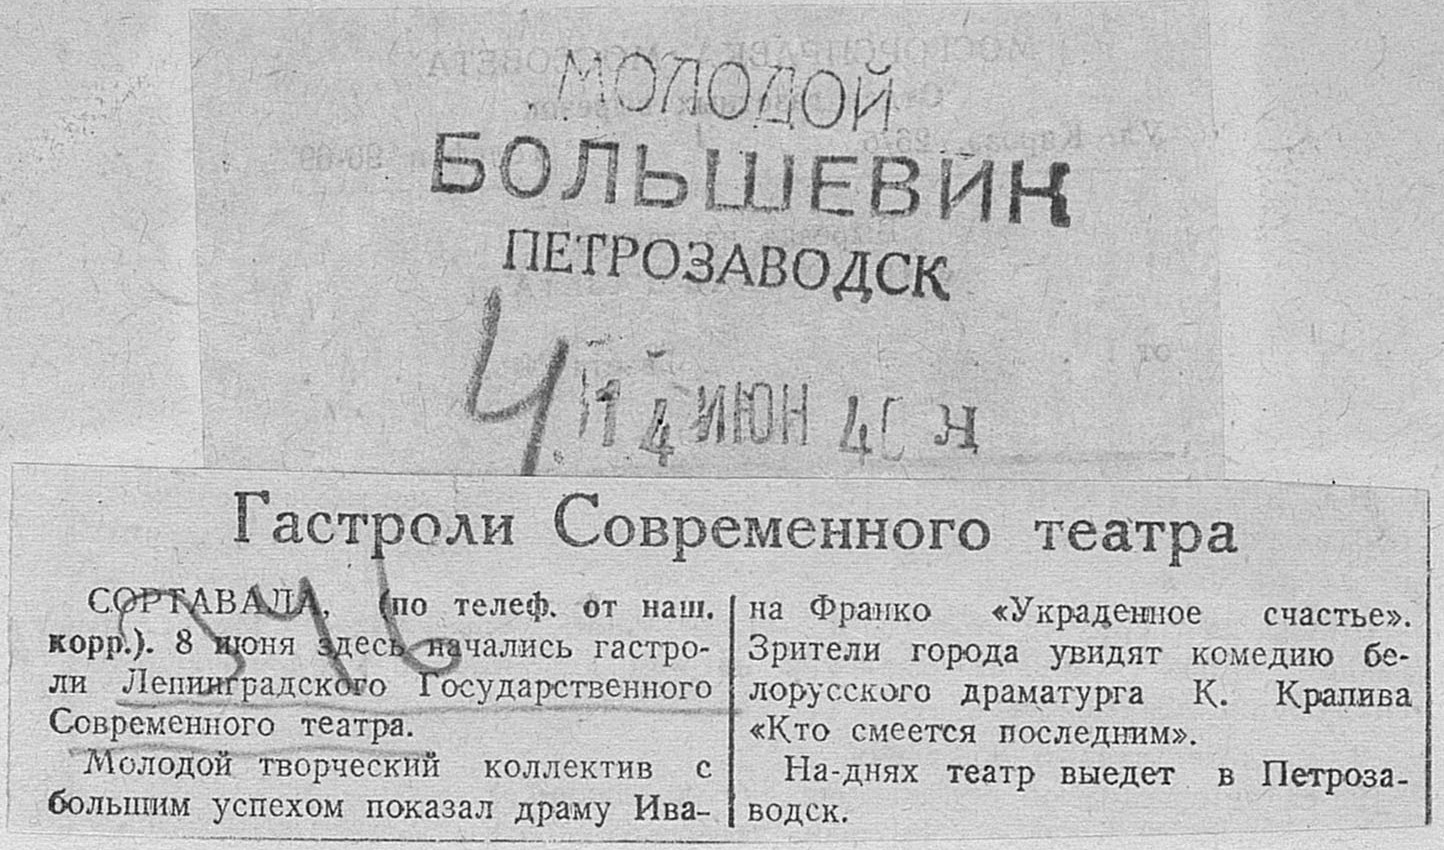 МОЛОДОЙ
БОЛЬШЕВИК
ПЕТРОЗАВОДСК
4 14 ИЮН 40
Гастроли Современного театра
346
СОРТАВАЛА, (по телеф. от наш.
корр.). 8 июня здесь начались гастро-
ли Ленинградского Государственного
Современного театра.
Молодой творческий коллектив с
большим успехом показал драму Ива-
на Франко «Украденное счастье».
Зрители города увидят комедию бе-
лорусского драматурга К. Крапива
«Кто смеется последним».
На-днях театр выедет в Петроза-
водск.